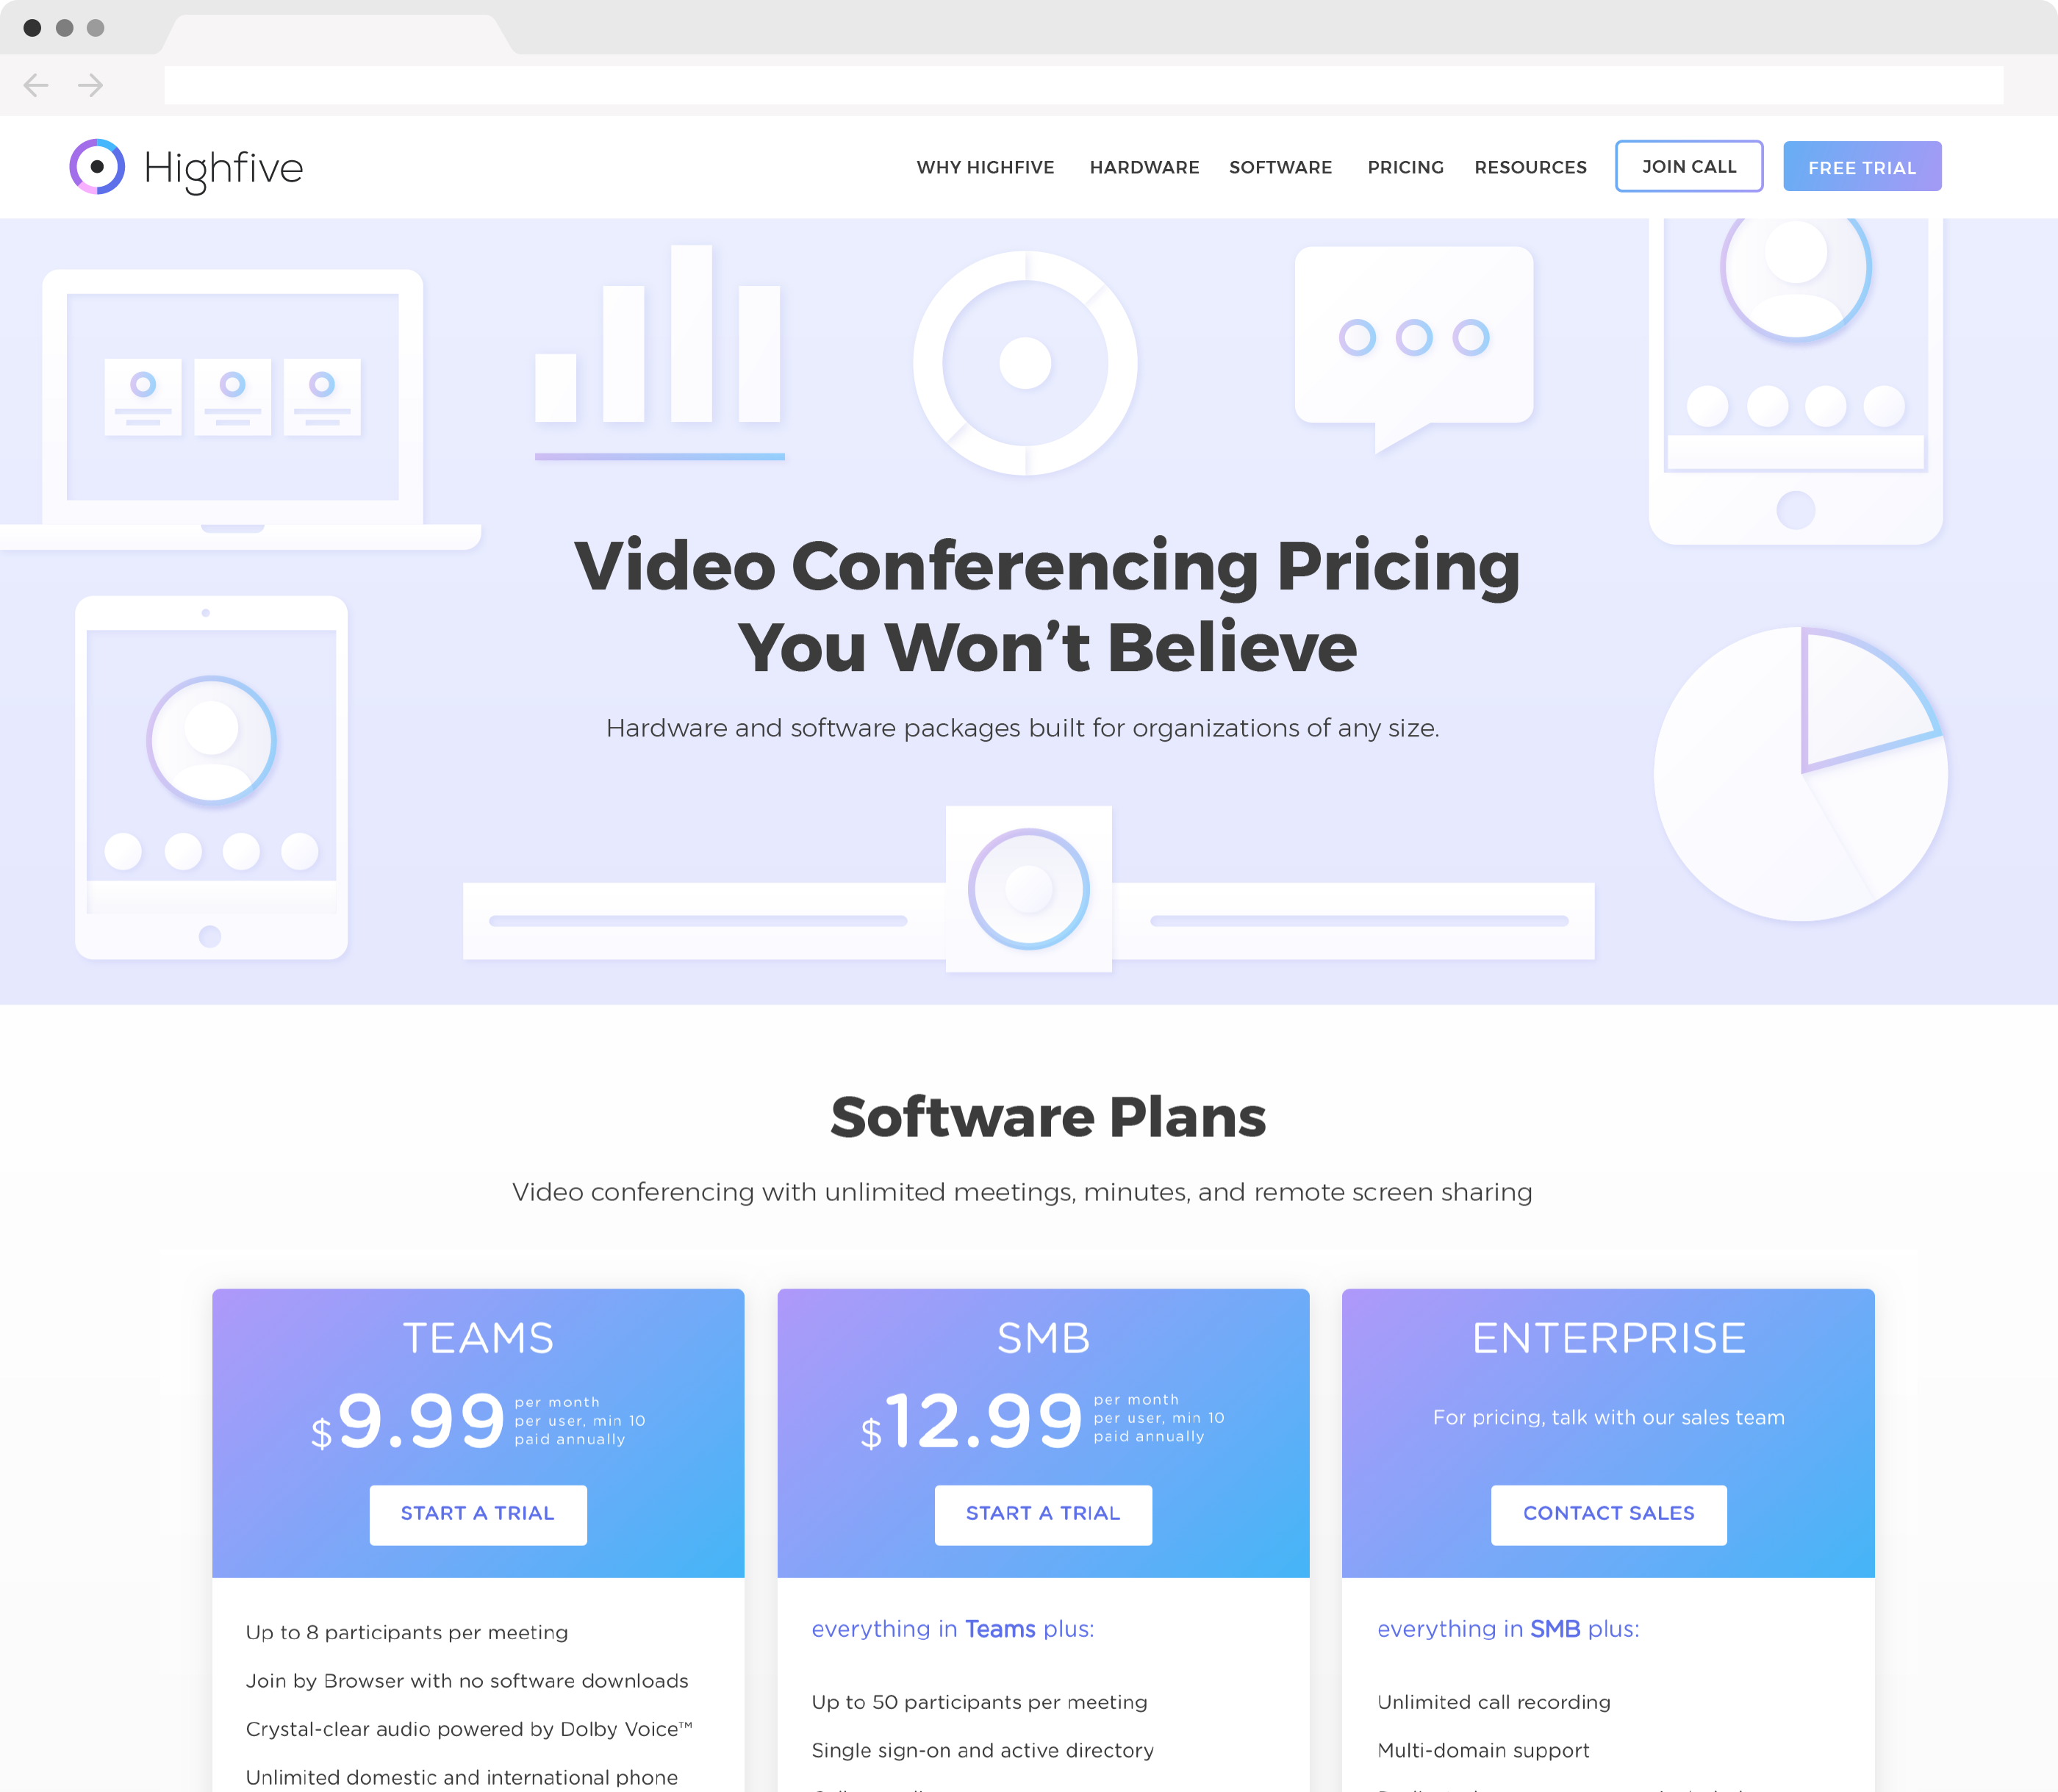 Highfive
WHY HIGHFIVE
HARDWARE
SOFTWARE
PRICING
RESOURCES
JOIN CALL
FREE TRIAL
Video Conferencing Pricing
You Won’t Believe
Hardware and software packages built for organizations of any size.
Software Plans
Video conferencing with unlimited meetings, minutes, and remote screen sharing
TEAMS
$9.99
per month
per user, min 10
paid annually
START A TRIAL
Up to 8 participants per meeting
Join by Browser with no software downloads
Crystal-clear audio powered by Dolby Voice™
Unlimited domestic and international phone
SMB
$12.99
per month
per user, min 10
paid annually
START A TRIAL
everything in Teams plus:
Up to 50 participants per meeting
Single sign-on and active directory
ENTERPRISE
For pricing, talk with our sales team
CONTACT SALES
everything in SMB plus:
Unlimited call recording
Multi-domain support